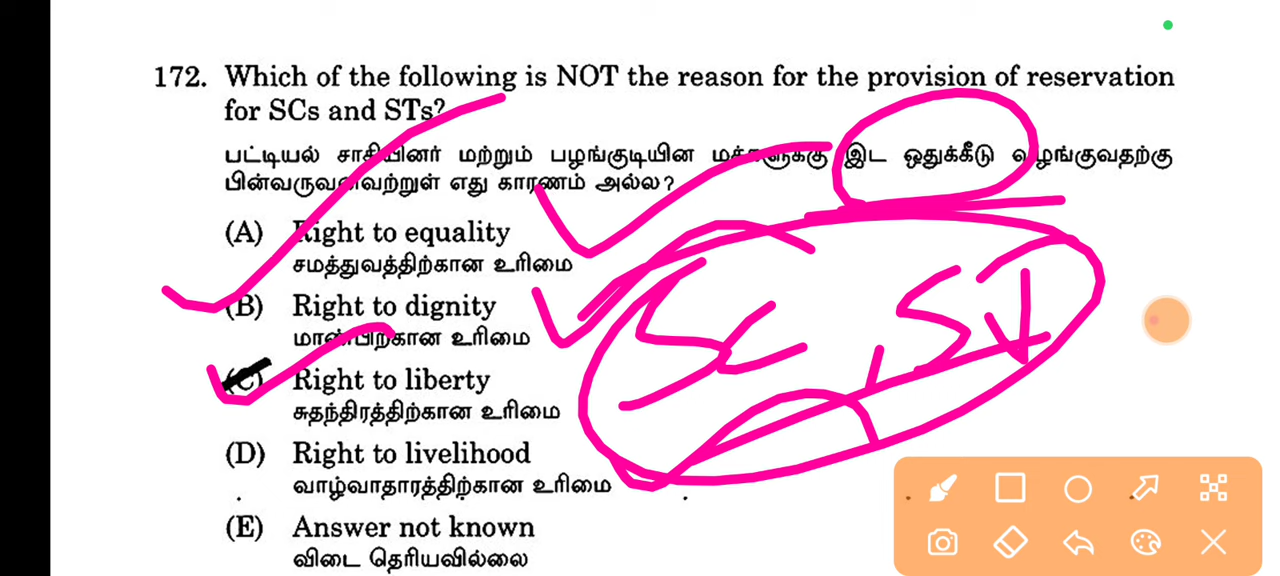 172. Which of the following is NOT the reason for the provision of reservation
for SCs and STs?
பட்டியல் சாதியினர் மற்றும் பழங்குடியின மக்களுக்கு இட ஒதுக்கீடு வழங்குவதற்கு
பின்வருவனவற்றுள் எது காரணம் அல்ல?
(A) Right to equality
சமத்துவத்திற்கான உரிமை
(B) Right to dignity
மாண்பிற்கான உரிமை
(C) Right to liberty
சுதந்திரத்திற்கான உரிமை
(D) Right to livelihood
வாழ்வாதாரத்திற்கான உரிமை
(E) Answer not known
விடை தெரியவில்லை
SC, ST